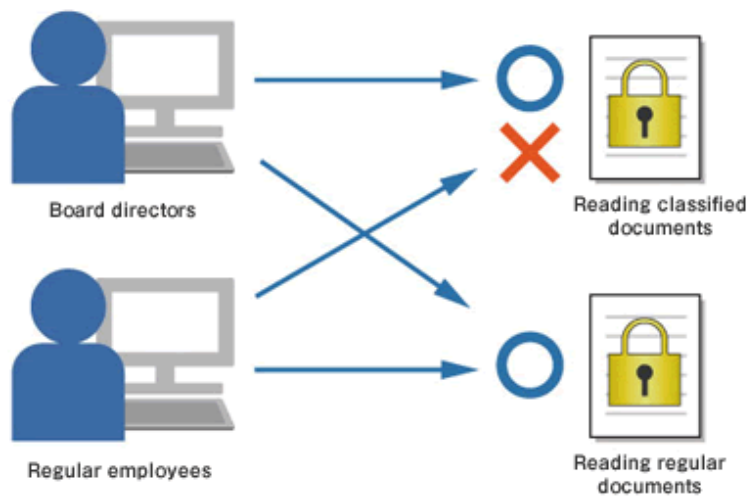 Board directors
Reading classified
documents
Regular employees
Reading regular
documents